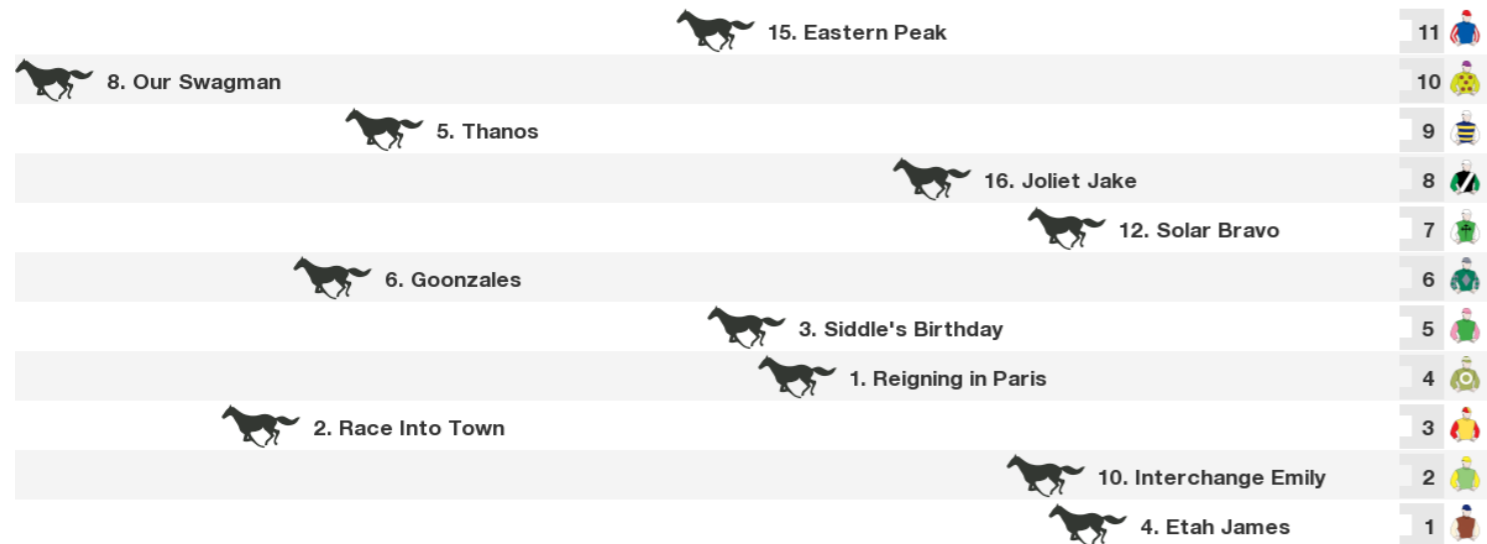 15. Eastern Peak 11
8. Our Swagman 10
5. Thanos 9
16. Joliet Jake 8
12. Solar Bravo 7
6. Goonzales 6
3. Siddle's Birthday 5
1. Reigning in Paris 4
2. Race Into Town 3
10. Interchange Emily 2
4. Etah James 1